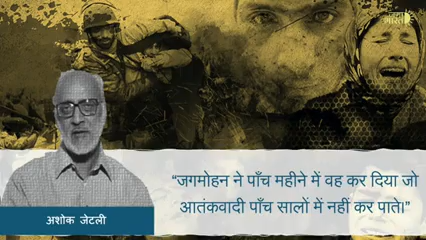 “जगमोहन ने पाँच महीने में वह कर दिया जो
आतंकवादी पाँच सालों में नहीं कर पाते।”
अशोक जेटली